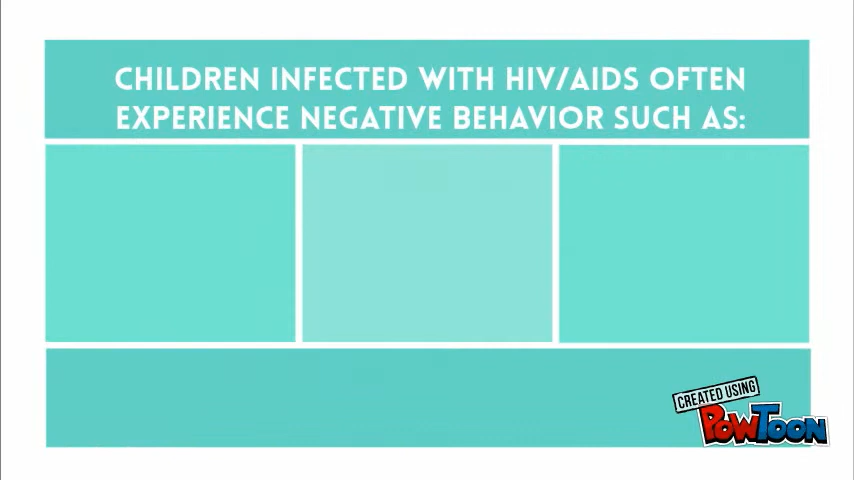 CHILDREN INFECTED WITH HIV/AIDS OFTEN
EXPERIENCE NEGATIVE BEHAVIOR SUCH AS:
CREATED USING
POWTOON